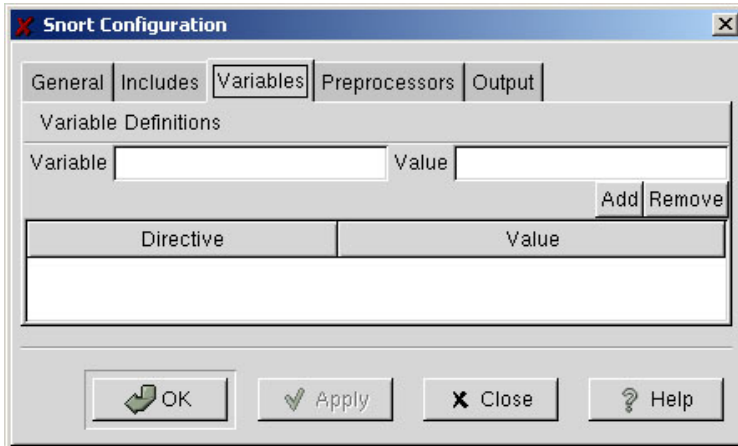 Snort Configuration
General Includes Variables Preprocessors Output
Variable Definitions
Variable Value
Add Remove
Directive Value
OK Apply Close Help